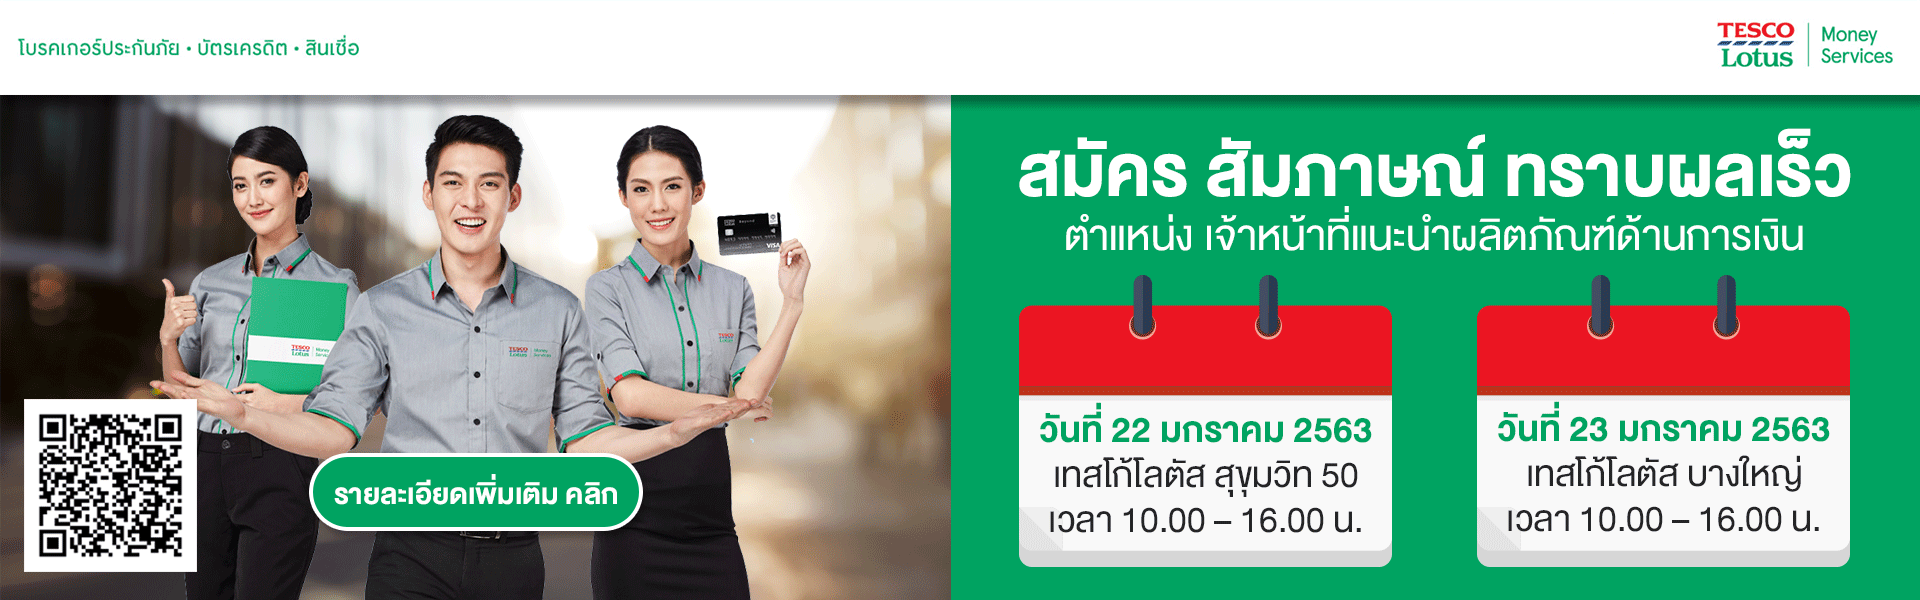 โบรคเกอร์ประกันภัย • บัตรเครดิต • สินเชื่อ
TESCO
Lotus
Money
Services
สมัคร สัมภาษณ์ ทราบผลเร็ว
ตำแหน่ง เจ้าหน้าที่แนะนำผลิตภัณฑ์ด้านการเงิน
วันที่ 22 มกราคม 2563
เทสโก้โลตัส สุขุมวิท 50
เวลา 10.00 – 16.00 น.
วันที่ 23 มกราคม 2563
เทสโก้โลตัส บางใหญ่
เวลา 10.00 – 16.00 น.
TESCO
Lotus
Money
TESCO
Lotus
Money
Services
VISA
รายละเอียดเพิ่มเติม คลิก